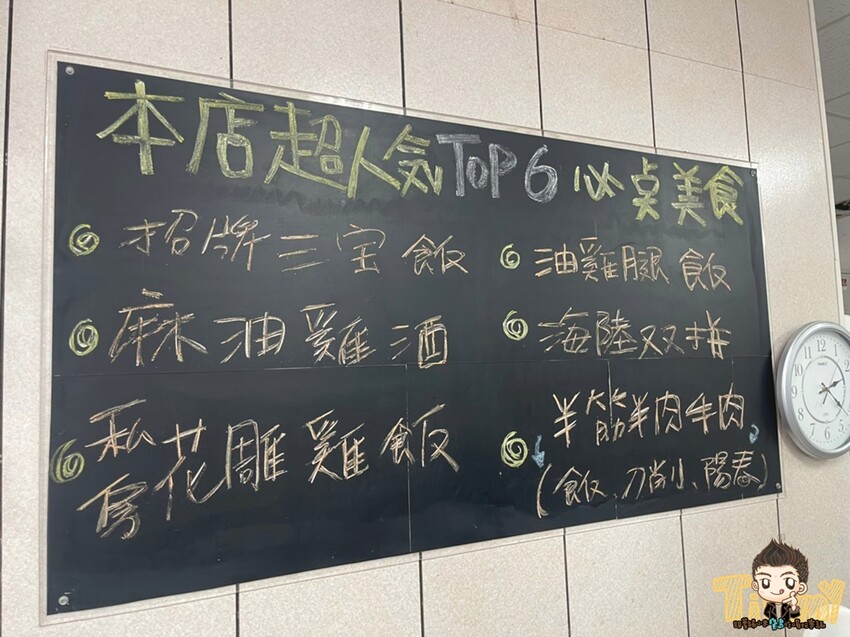 本店超人気TOP6必桌美食
招牌三宝飯
油雞腿飯
麻油雞酒
海陸双拼
私房花雕雞飯
半筋半肉牛肉
(飯、刀削、陽春)